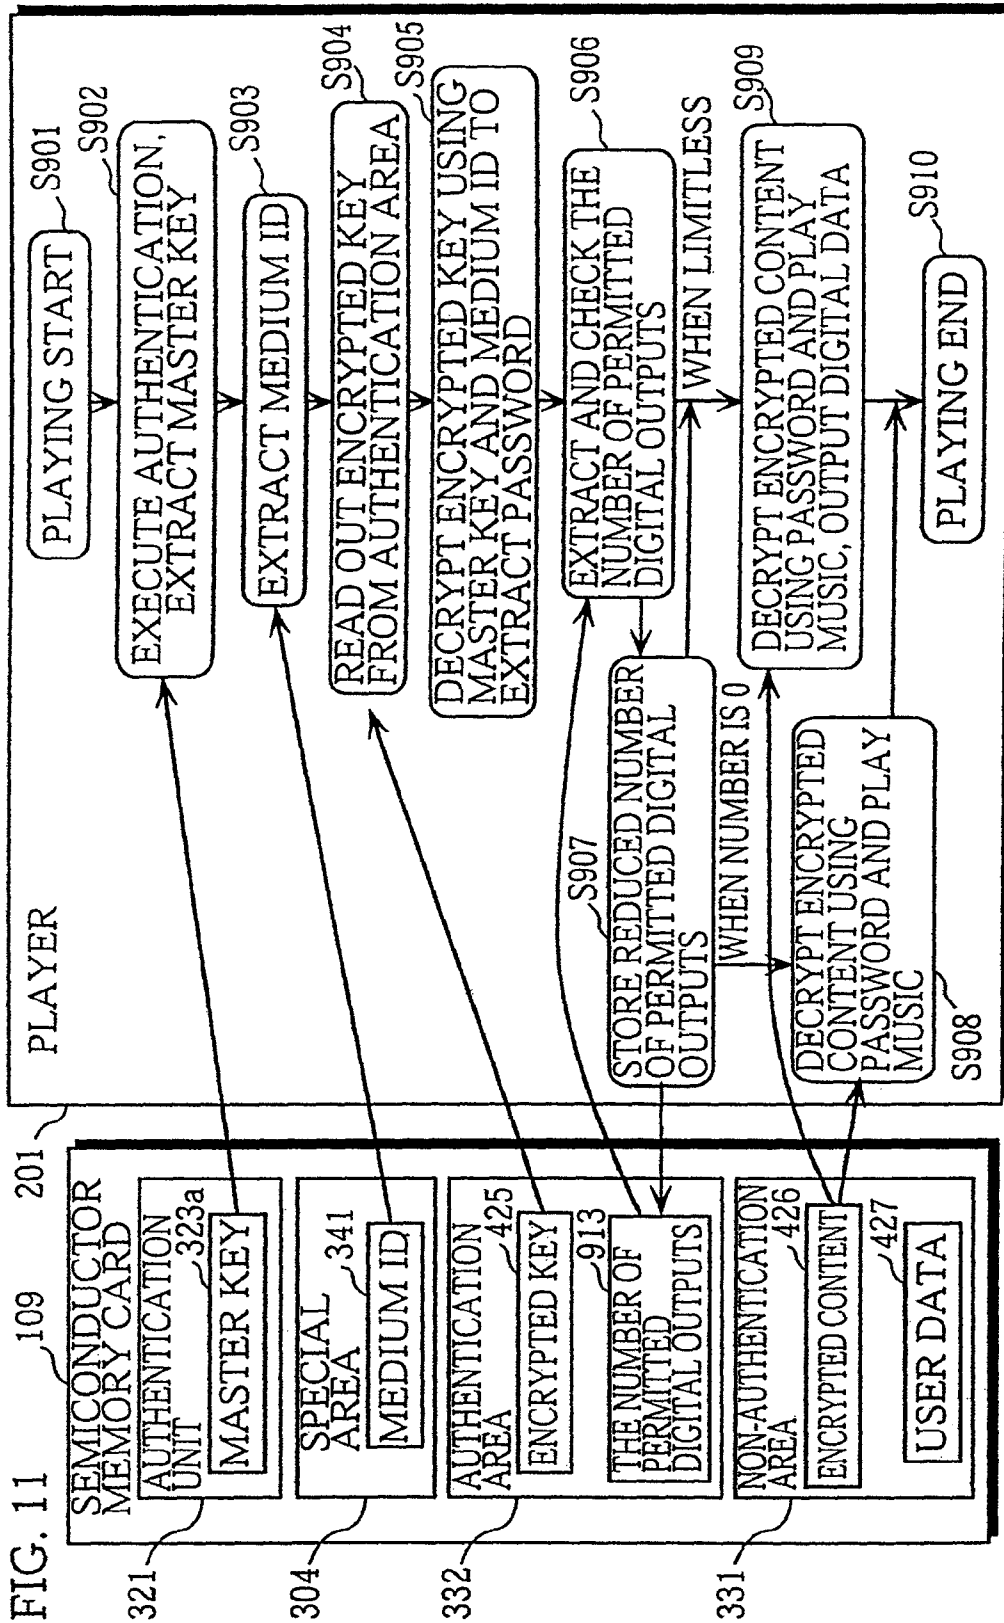 FIG. 11
109
201
SEMICONDUCTOR
MEMORY CARD
321
AUTHENTICATION
UNIT
323a
MASTER KEY
304
SPECIAL
AREA
341
MEDIUM ID
332
AUTHENTICATION
AREA
425
ENCRYPTED KEY
913
THE NUMBER OF
PERMITTED
DIGITAL OUTPUTS
331
NON-AUTHENTICATION
AREA
426
ENCRYPTED CONTENT
427
USER DATA
PLAYER
PLAYING START
S901
EXECUTE AUTHENTICATION,
EXTRACT MASTER KEY
S902
EXTRACT MEDIUM ID
S903
READ OUT ENCRYPTED KEY
FROM AUTHENTICATION AREA
S904
DECRYPT ENCRYPTED KEY USING
MASTER KEY AND MEDIUM ID TO
EXTRACT PASSWORD
S905
EXTRACT AND CHECK THE
NUMBER OF PERMITTED
DIGITAL OUTPUTS
S906
S907
STORE REDUCED NUMBER
OF PERMITTED DIGITAL
OUTPUTS
WHEN LIMITLESS
WHEN NUMBER IS 0
DECRYPT ENCRYPTED
CONTENT USING
PASSWORD AND PLAY
MUSIC
S908
DECRYPT ENCRYPTED CONTENT
USING PASSWORD AND PLAY
MUSIC, OUTPUT DIGITAL DATA
S909
PLAYING END
S910